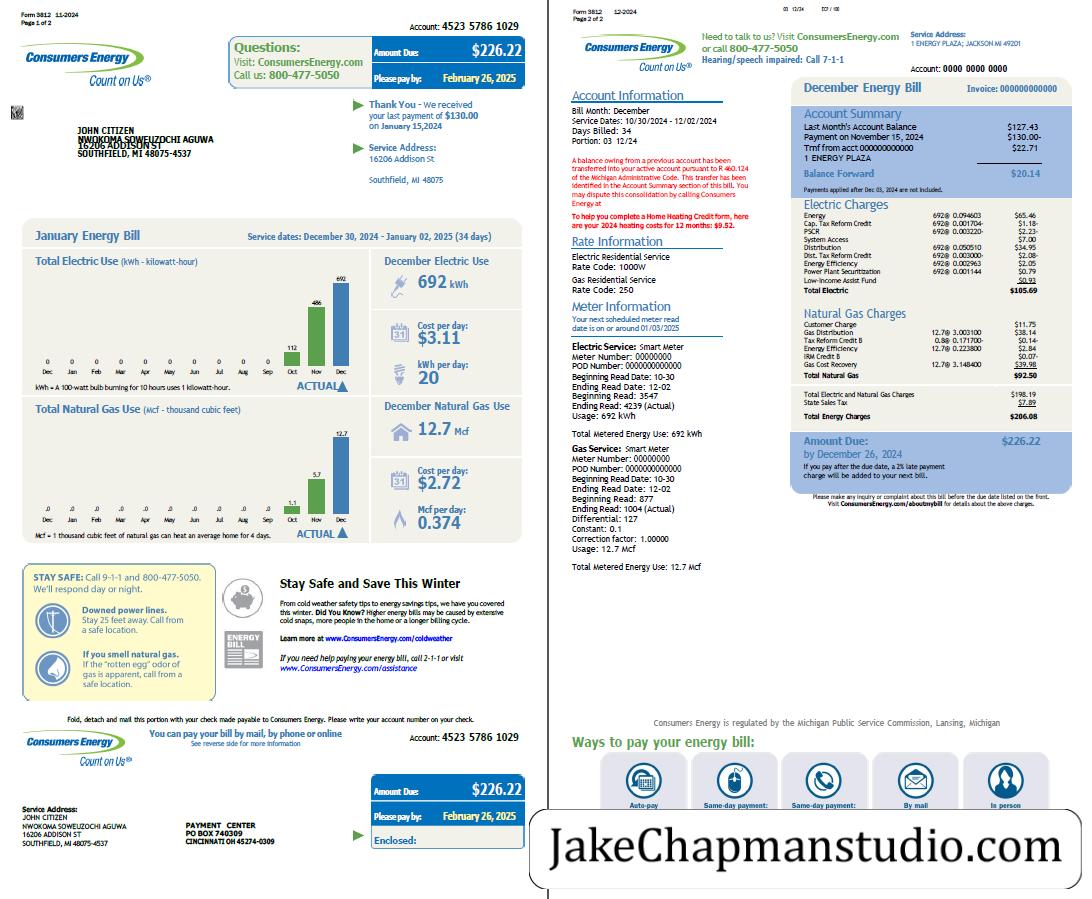 Form 3812 11-2024
Page 1 of 2
Account: 4523 5786 1029
Consumers Energy
Count on Us®
Questions:
Visit: ConsumersEnergy.com
Call us: 800-477-5050
Amount Due: $226.22
Please pay by: February 26, 2025
Thank You - We received
your last payment of $130.00
on January 15,2024
Service Address:
16206 Addison St
Southfield, MI 48075
JOHN CITIZEN
NWOKOMA SOWEUZOCHI AGUWA
16206 ADDISON ST
SOUTHFIELD, MI 48075-4537
January Energy Bill
Service dates: December 30, 2024 - January 02, 2025 (34 days)
Total Electric Use (kWh - kilowatt-hour)
692
486
112
0 0 0 0 0 0 0 0 0 0
Dec Jan Feb Mar Apr May Jun Jul Aug Sep Oct Nov Dec
kWh = A 100-watt bulb burning for 10 hours uses 1 kilowatt-hour.
ACTUAL
December Electric Use
692 kWh
31
Cost per day:
$3.11
kWh per day:
20
Total Natural Gas Use (Mcf - thousand cubic feet)
12.7
5.7
1.1
.0 .0 .0 .0 .0 .0 .0 .0 .0 .0
Dec Jan Feb Mar Apr May Jun Jul Aug Sep Oct Nov Dec
Mcf = 1 thousand cubic feet of natural gas can heat an average home for 4 days.
ACTUAL
December Natural Gas Use
12.7 Mcf
31
Cost per day:
$2.72
Mcf per day:
0.374
STAY SAFE: Call 9-1-1 and 800-477-5050.
We'll respond day or night.
Downed power lines.
Stay 25 feet away. Call from
a safe location.
If you smell natural gas.
If the "rotten egg" odor of
gas is apparent, call from a
safe location.
$
ENERGY
BILL
Stay Safe and Save This Winter
From cold weather safety tips to energy savings tips, we have you covered
this winter. Did You Know? Higher energy bills may be caused by extensive
cold snaps, more people in the home or a longer billing cycle.
Learn more at www.ConsumersEnergy.com/coldweather
If you need help paying your energy bill, call 2-1-1 or visit
www.ConsumersEnergy.com/assistance
Fold, detach and mail this portion with your check made payable to Consumers Energy. Please write your account number on your check.
Consumers Energy
Count on Us®
You can pay your bill by mail, by phone or online
See reverse side for more information
Account: 4523 5786 1029
Amount Due: $226.22
Please pay by: February 26, 2025
Enclosed:
Service Address:
JOHN CITIZEN
NWOKOMA SOWEUZOCHI AGUWA
16206 ADDISON ST
SOUTHFIELD, MI 48075-4537
PAYMENT CENTER
PO BOX 740309
CINCINNATI OH 45274-0309
Form 3812 12-2024
Page 2 of 2
03 12/24 ECP / 100
Consumers Energy
Count on Us®
Need to talk to us? Visit ConsumersEnergy.com
or call 800-477-5050
Hearing/speech impaired: Call 7-1-1
Service Address:
1 ENERGY PLAZA; JACKSON MI 49201
Account: 0000 0000 0000
Account Information
Bill Month: December
Service Dates: 10/30/2024 - 12/02/2024
Days Billed: 34
Portion: 03 12/24
A balance owing from a previous account has been
transferred into your active account pursuant to R 460.124
of the Michigan Administrative Code. This transfer has been
identified in the Account Summary section of this bill. You
may dispute this consolidation by calling Consumers
Energy at
To help you complete a Home Heating Credit form, here
are your 2024 heating costs for 12 months: $9.52.
Rate Information
Electric Residential Service
Rate Code: 1000W
Gas Residential Service
Rate Code: 250
Meter Information
Your next scheduled meter read
date is on or around 01/03/2025
Electric Service: Smart Meter
Meter Number: 00000000
POD Number: 00000000000
Beginning Read Date: 10-30
Ending Read Date: 12-02
Beginning Read: 3547
Ending Read: 4239 (Actual)
Usage: 692 kWh
Total Metered Energy Use: 692 kWh
Gas Service: Smart Meter
Meter Number: 00000000
POD Number: 0000000000000
Beginning Read Date: 10-30
Ending Read Date: 12-02
Beginning Read: 877
Ending Read: 1004 (Actual)
Differential: 127
Constant: 0.1
Correction factor: 1.00000
Usage: 12.7 Mcf
Total Metered Energy Use: 12.7 Mcf
December Energy Bill
Invoice: 000000000000
Account Summary
Last Month's Account Balance $127.43
Payment on November 15, 2024 $130.00-
Trnf from acct 000000000000 $22.71
1 ENERGY PLAZA
Balance Forward $20.14
Payments applied after Dec 03, 2024 are not included.
Electric Charges
Energy 692@ 0.094603 $65.46
Cap. Tax Reform Credit 692@ 0.001704- $1.18-
PSCR 692@ 0.003220- $2.23-
System Access $7.00
Distribution 692@ 0.050510 $34.95
Dist. Tax Reform Credit 692@ 0.003000- $2.08-
Energy Efficiency 692@ 0.002963 $2.05
Power Plant Securitization 692@ 0.001144 $0.79
Low-Income Assist Fund $0.93
Total Electric $105.69
Natural Gas Charges
Customer Charge $11.75
Gas Distribution 12.7@ 3.003100 $38.14
Tax Reform Credit B 0.8@ 0.171700- $0.14-
Energy Efficiency 12.7@ 0.223800 $2.84
IRM Credit B $0.07-
Gas Cost Recovery 12.7@ 3.148400 $39.98
Total Natural Gas $92.50
Total Electric and Natural Gas Charges $198.19
State Sales Tax $7.89
Total Energy Charges $206.08
Amount Due: $226.22
by December 26, 2024
If you pay after the due date, a 2% late payment
charge will be added to your next bill.
Please make any inquiry or complaint about this bill before the due date listed on the front.
Visit ConsumersEnergy.com/aboutmybill for details about the above charges.
Consumers Energy is regulated by the Michigan Public Service Commission, Lansing, Michigan
Ways to pay your energy bill:
Auto-pay
Same-day payment:
Same-day payment:
By mail
In person
JakeChapmanstudio.com